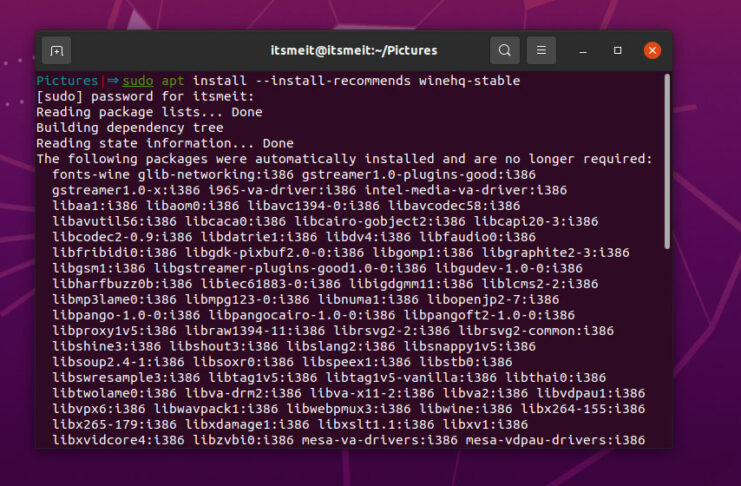 itsmeit@itsmeit:~/Pictures
Pictures|⇒sudo apt install --install-recommends winehq-stable
[sudo] password for itsmeit:
Reading package lists... Done
Building dependency tree
Reading state information... Done
The following packages were automatically installed and are no longer required:
fonts-wine glib-networking:i386 gstreamer1.0-plugins-good:i386
gstreamer1.0-x:i386 i965-va-driver:i386 intel-media-va-driver:i386
libaa1:i386 libaom0:i386 libavc1394-0:i386 libavcodec58:i386
libavutil56:i386 libcaca0:i386 libcairo-gobject2:i386 libcapi20-3:i386
libcodec2-0.9:i386 libdatrie1:i386 libdv4:i386 libfaudio0:i386
libfribidi0:i386 libgdk-pixbuf2.0-0:i386 libgomp1:i386 libgraphite2-3:i386
libgsm1:i386 libgstreamer-plugins-good1.0-0:i386 libgudev-1.0-0:i386
libharfbuzz0b:i386 libiec61883-0:i386 libigdgmm11:i386 liblcms2-2:i386
libmp3lame0:i386 libmpg123-0:i386 libnuma1:i386 libopenjp2-7:i386
libpango-1.0-0:i386 libpangocairo-1.0-0:i386 libpangoft2-1.0-0:i386
libproxy1v5:i386 libraw1394-11:i386 librsvg2-2:i386 librsvg2-common:i386
libshine3:i386 libshout3:i386 libslang2:i386 libsnappy1v5:i386
libsoup2.4-1:i386 libsoxr0:i386 libspeex1:i386 libstb0:i386
libswresample3:i386 libtag1v5:i386 libtag1v5-vanilla:i386 libthai0:i386
libtwolame0:i386 libva-drm2:i386 libva-x11-2:i386 libva2:i386 libvdpau1:i386
libvpx6:i386 libwavpack1:i386 libwebpmux3:i386 libwine:i386 libx264-155:i386
libx265-179:i386 libxdamage1:i386 libxslt1.1:i386 libxv1:i386
libxvidcore4:i386 libzvbi0:i386 mesa-va-drivers:i386 mesa-vdpau-drivers:i386